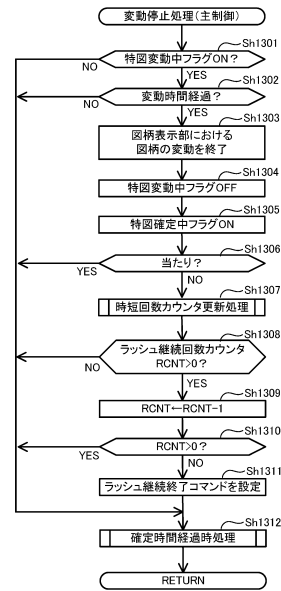 変動停止処理(主制御)
Sh1301
特図変動中フラグON?
NO
YES
Sh1302
変動時間経過?
NO
YES
Sh1303
図柄表示部における
図柄の変動を終了
Sh1304
特図変動中フラグOFF
Sh1305
特図確定中フラグON
Sh1306
当たり?
YES
NO
Sh1307
時短回数カウンタ更新処理
Sh1308
ラッシュ継続回数カウンタ
RCNT>0?
NO
YES
Sh1309
RCNT←RCNT-1
Sh1310
RCNT>0?
YES
NO
Sh1311
ラッシュ継続終了コマンドを設定
Sh1312
確定時間経過時処理
RETURN